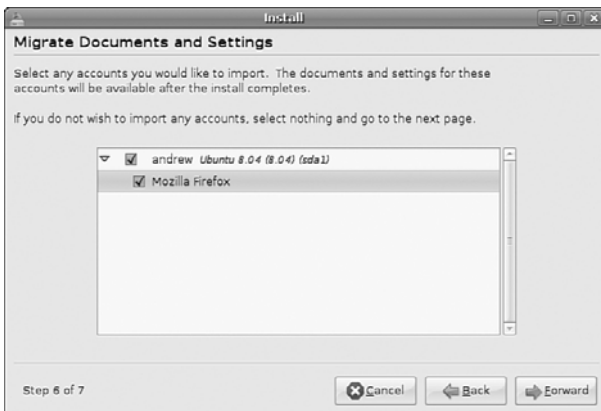 Install
Migrate Documents and Settings
Select any accounts you would like to import. The documents and settings for these
accounts will be available after the install completes.
If you do not wish to import any accounts, select nothing and go to the next page.
andrew Ubuntu 8.04 (8.04) (sda1)
Mozilla Firefox
Step 6 of 7
Cancel
Back
Forward